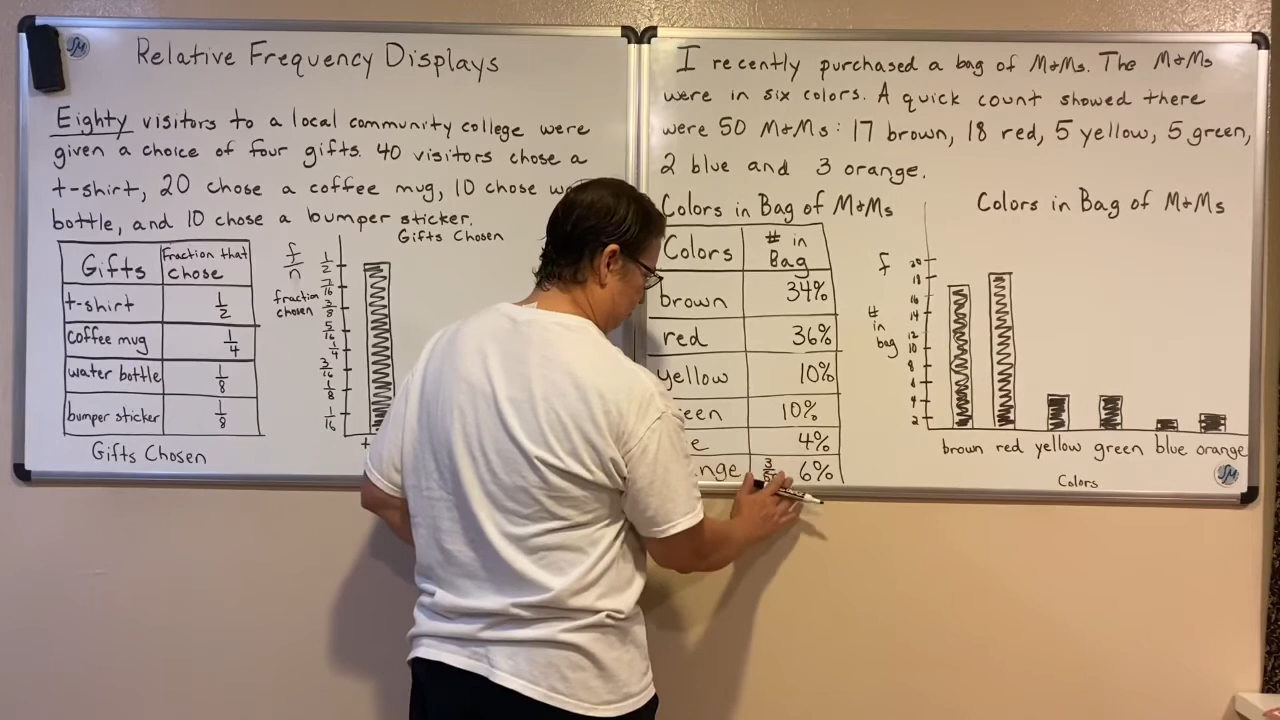 Relative Frequency Displays
Eighty visitors to a local community college were
given a choice of four gifts. 40 visitors chose a
t-shirt, 20 chose a coffee mug, 10 chose
bottle, and 10 chose a bumper sticker.
Gifts
Fraction that
chose
t-shirt 1/2
coffee mug 1/4
water bottle 1/8
bumper sticker 1/8
Gifts Chosen
Gifts Chosen
f/n
fraction
chosen
1/2
7/16
3/8
5/16
1/4
3/16
1/8
1/16
t
I recently purchased a bag of M&Ms. The M&Ms
were in six colors. A quick count showed there
were 50 M&Ms: 17 brown, 18 red, 5 yellow, 5 green,
2 blue and 3 orange.
Colors in Bag of M&Ms
Colors
# in
Bag
brown 34%
red 36%
yellow 10%
een 10%
e 4%
nge 6%
Colors in Bag of M&Ms
f
# in
bag
20
18
16
14
12
10
8
6
4
2
brown red yellow green blue orange
Colors
SM
SM